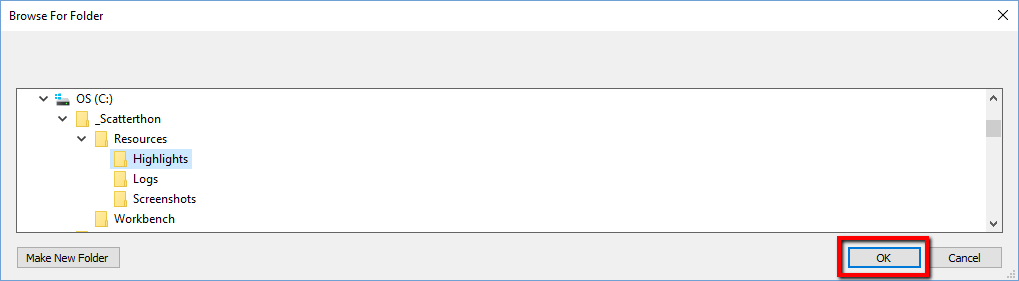 Browse For Folder
OS (C:)
_Scatterthon
Resources
Highlights
Logs
Screenshots
Workbench
Make New Folder
OK
Cancel